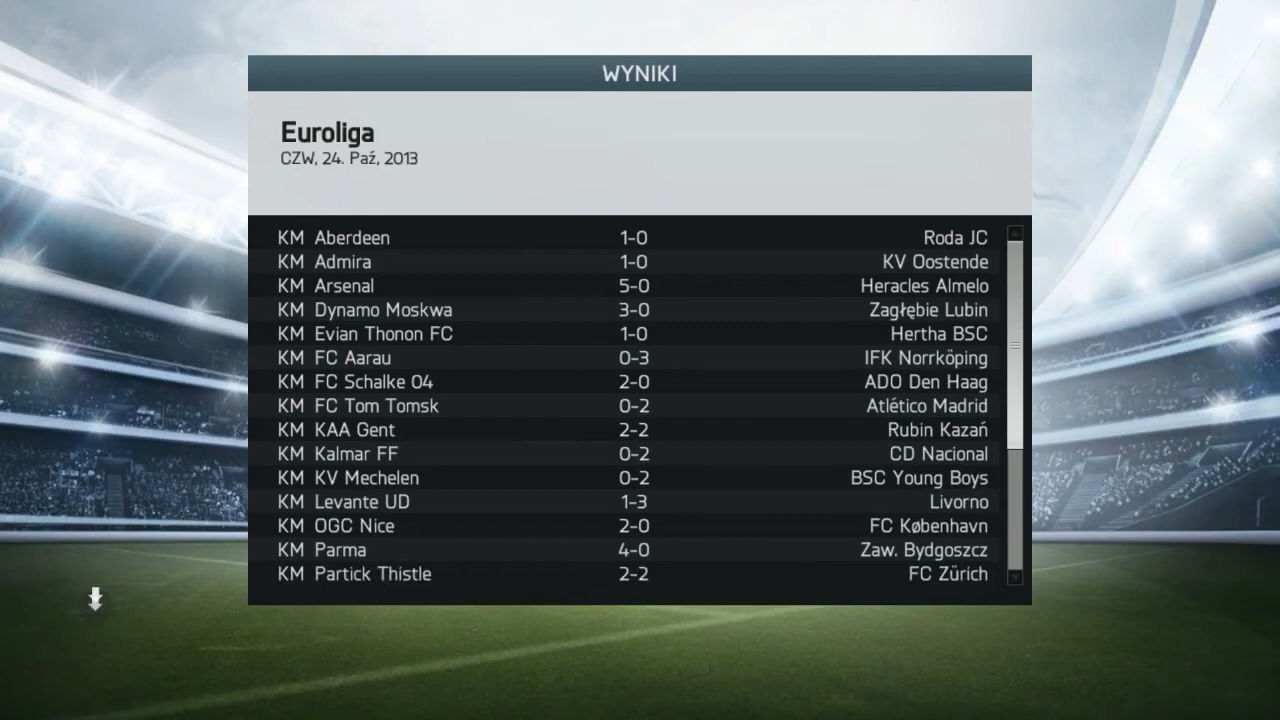 WYNIKI
Euroliga
CZW, 24. Paź, 2013
KM Aberdeen 1-0 Roda JC
KM Admira 1-0 KV Oostende
KM Arsenal 5-0 Heracles Almelo
KM Dynamo Moskwa 3-0 Zagłębie Lubin
KM Evian Thonon FC 1-0 Hertha BSC
KM FC Aarau 0-3 IFK Norrköping
KM FC Schalke 04 2-0 ADO Den Haag
KM FC Tom Tomsk 0-2 Atlético Madrid
KM KAA Gent 2-2 Rubin Kazań
KM Kalmar FF 0-2 CD Nacional
KM KV Mechelen 0-2 BSC Young Boys
KM Levante UD 1-3 Livorno
KM OGC Nice 2-0 FC København
KM Parma 4-0 Zaw. Bydgoszcz
KM Partick Thistle 2-2 FC Zürich